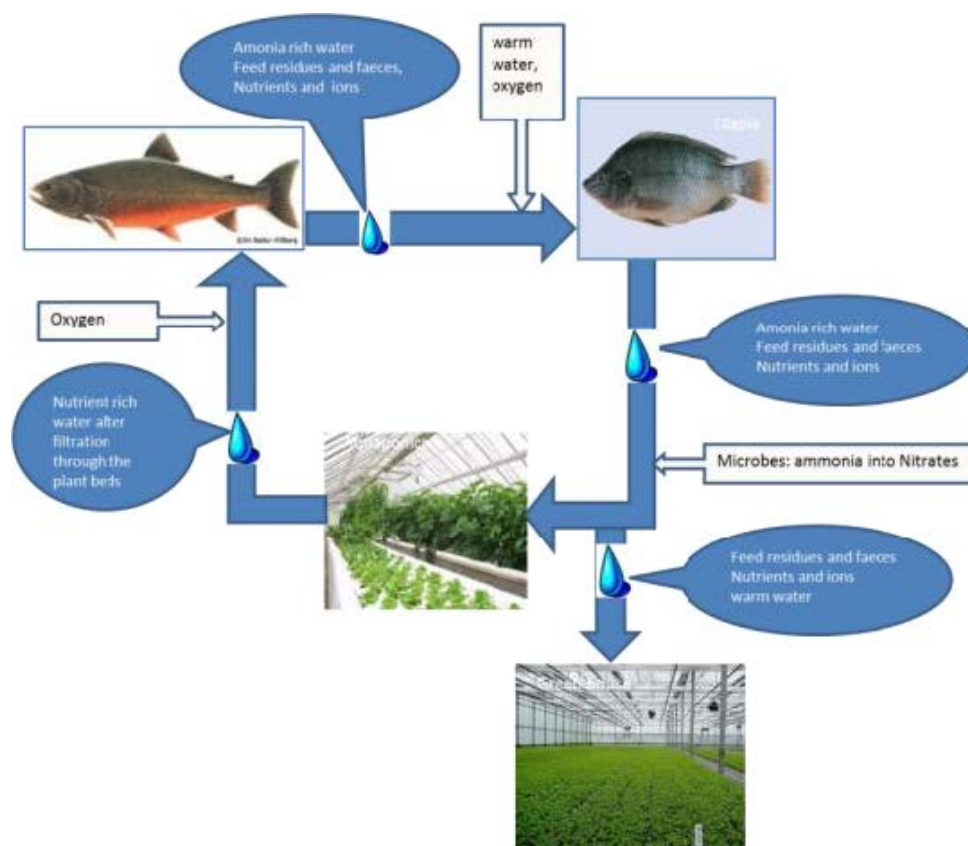 Amonia rich water
Feed residues and faeces,
Nutrients and ions
warm
water,
oxygen
Tilapia
Oxygen
Amonia rich water
Feed residues and faeces
Nutrients and ions
Nutrient rich
water after
filtration
through the
plant beds
Aquaponics
Microbes: ammonia into Nitrates
Feed residues and faeces
Nutrients and ions
warm water